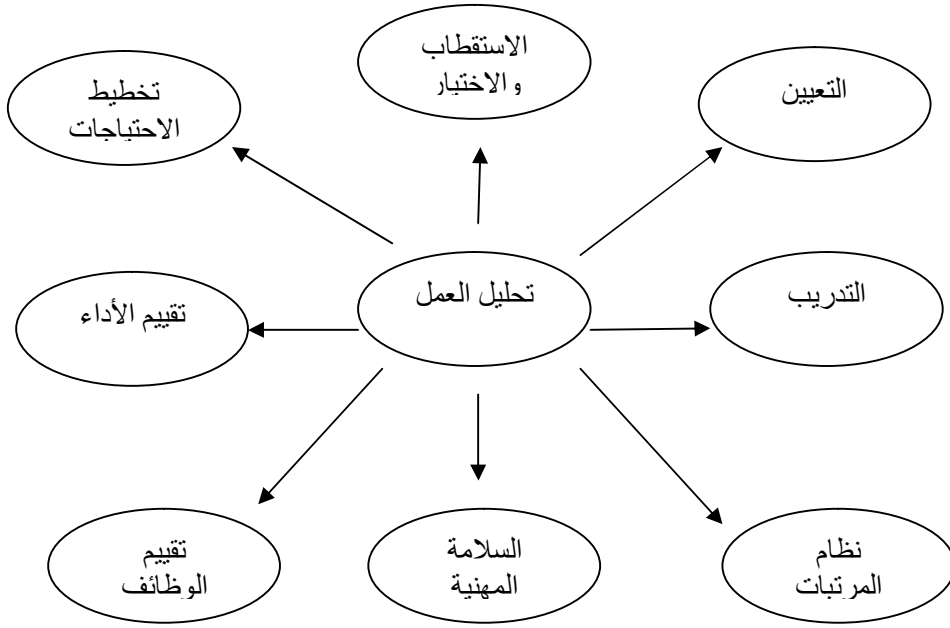 الاستقطاب
والاختيار
التعيين
تخطيط
الاحتياجات
تحليل العمل
التدريب
تقييم الأداء
نظام
المرتبات
السلامة
المهنية
تقييم
الوظائف